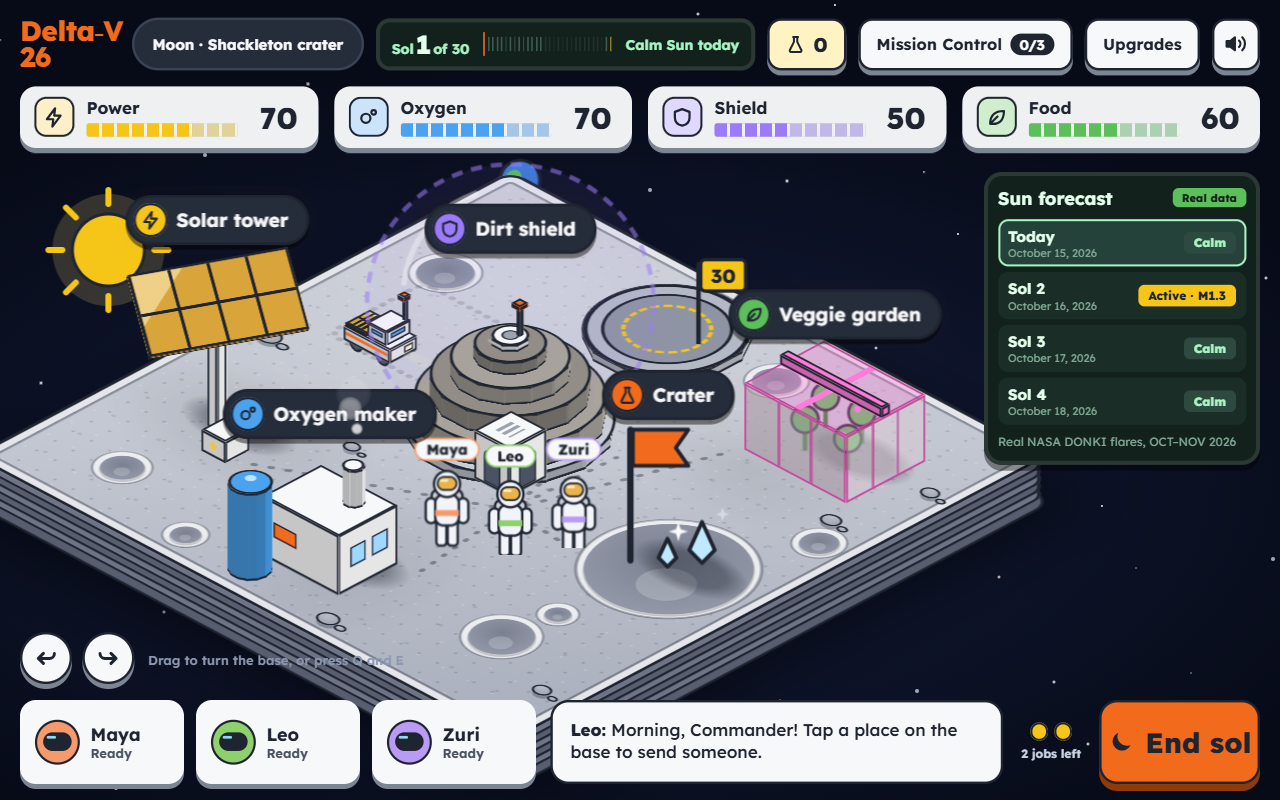 Delta-V
26
Moon · Shackleton crater
Sol 1 of 30
Calm Sun today
0
Mission Control 0/3
Upgrades
Power
70
Oxygen
70
Shield
50
Food
60
Solar tower
Dirt shield
30
Veggie garden
Oxygen maker
Crater
Maya
Leo
Zuri
Sun forecast
Real data
Today
October 15, 2026
Calm
Sol 2
October 16, 2026
Active · M1.3
Sol 3
October 17, 2026
Calm
Sol 4
October 18, 2026
Calm
Real NASA DONKI flares, OCT–NOV 2026
Drag to turn the base, or press Q and E
Maya
Ready
Leo
Ready
Zuri
Ready
Leo: Morning, Commander! Tap a place on the
base to send someone.
2 jobs left
End sol